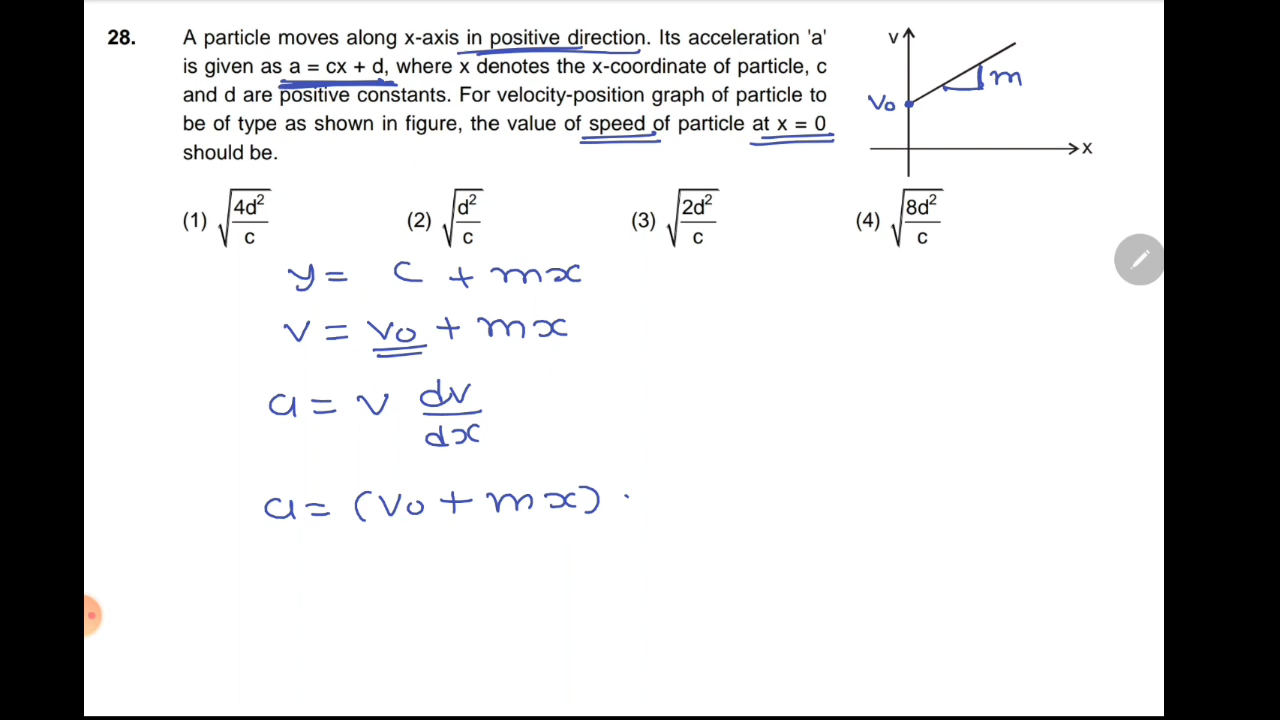 28. A particle moves along x-axis in positive direction. Its acceleration 'a'
is given as a = cx + d, where x denotes the x-coordinate of particle, c
and d are positive constants. For velocity-position graph of particle to
be of type as shown in figure, the value of speed of particle at x = 0
should be.
v
m
v0
x
(1) √(4d²/c) (2) √(d²/c) (3) √(2d²/c) (4) √(8d²/c)
y = c + mx
v = v0 + mx
a = v dv/dx
a = (v0 + mx) .